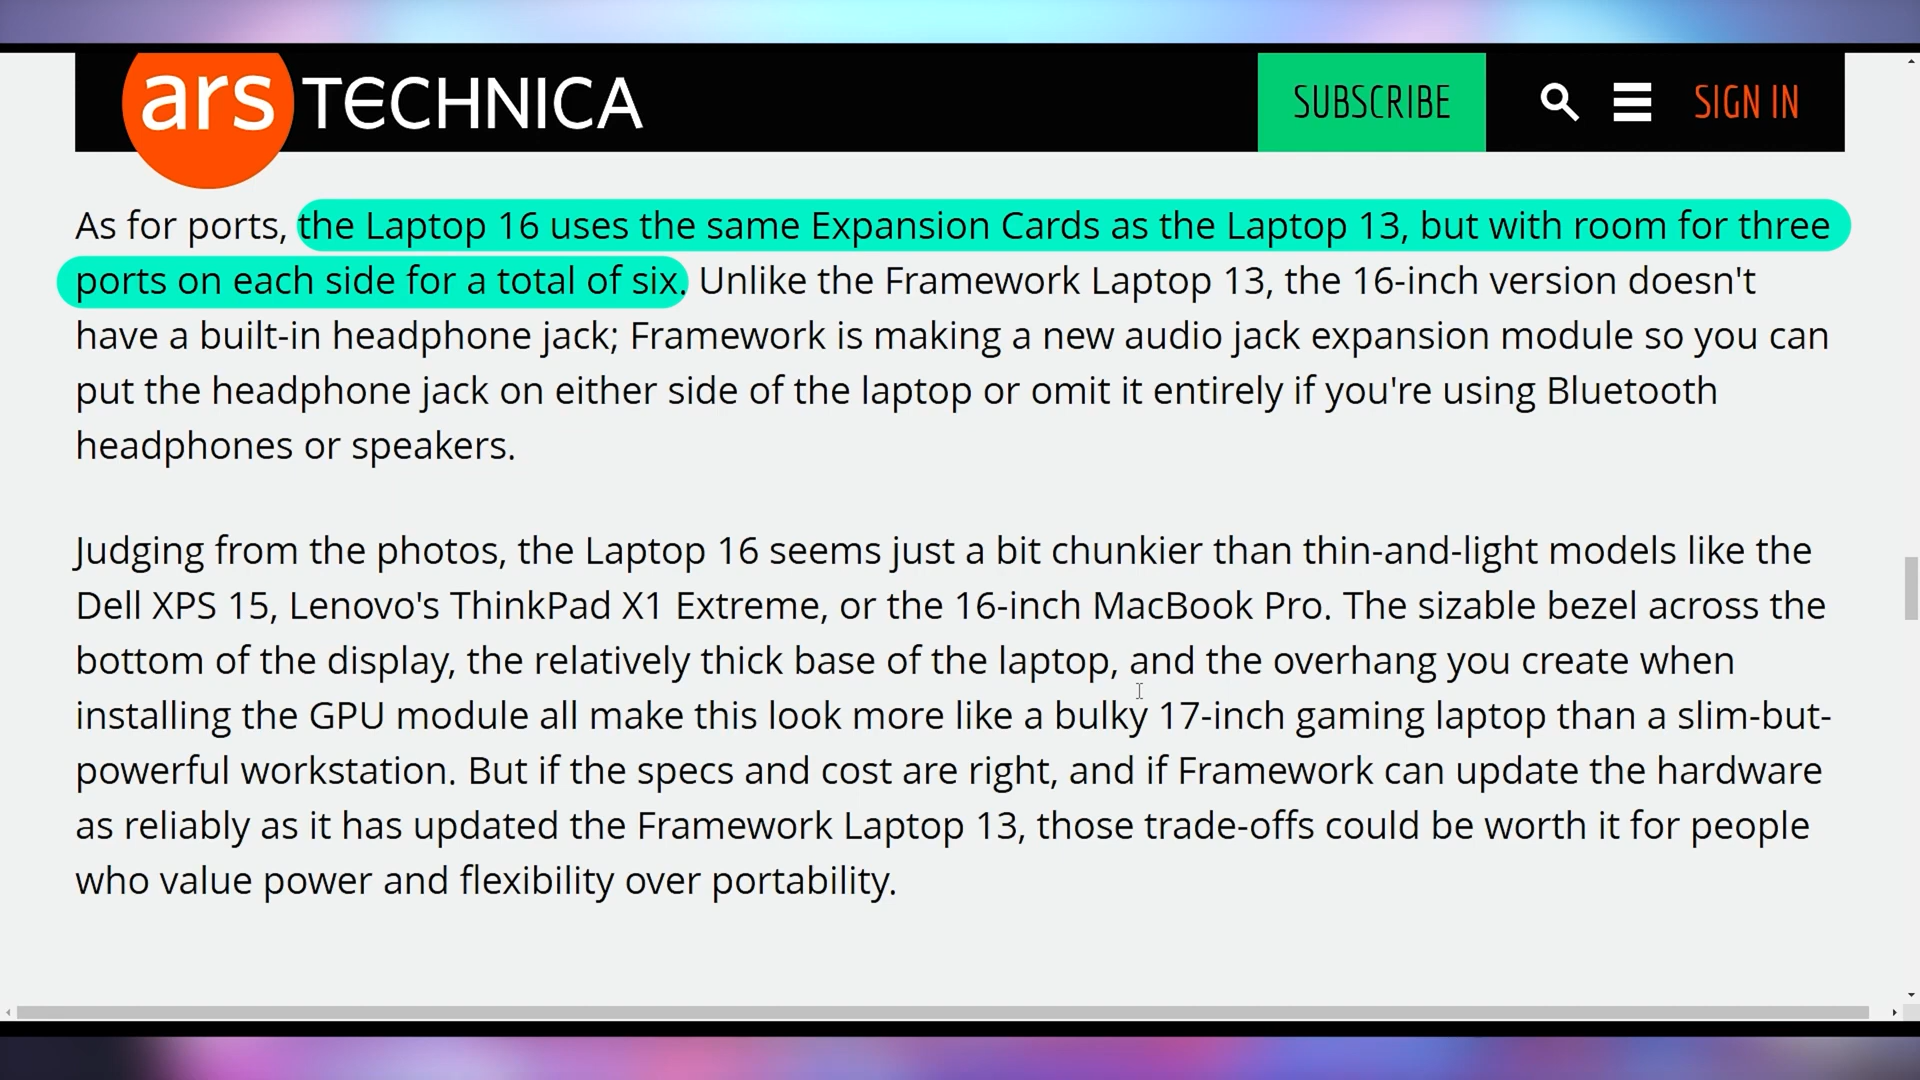 ars TECHNICA
SUBSCRIBE
SIGN IN
As for ports, the Laptop 16 uses the same Expansion Cards as the Laptop 13, but with room for three
ports on each side for a total of six. Unlike the Framework Laptop 13, the 16-inch version doesn't
have a built-in headphone jack; Framework is making a new audio jack expansion module so you can
put the headphone jack on either side of the laptop or omit it entirely if you're using Bluetooth
headphones or speakers.
Judging from the photos, the Laptop 16 seems just a bit chunkier than thin-and-light models like the
Dell XPS 15, Lenovo's ThinkPad X1 Extreme, or the 16-inch MacBook Pro. The sizable bezel across the
bottom of the display, the relatively thick base of the laptop, and the overhang you create when
installing the GPU module all make this look more like a bulky 17-inch gaming laptop than a slim-but-
powerful workstation. But if the specs and cost are right, and if Framework can update the hardware
as reliably as it has updated the Framework Laptop 13, those trade-offs could be worth it for people
who value power and flexibility over portability.